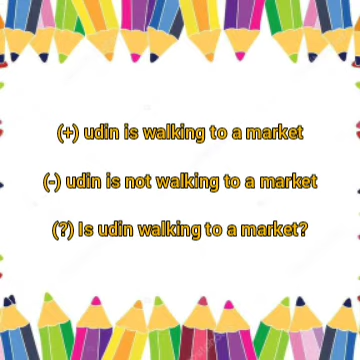 (+) udin is walking to a market
(-) udin is not walking to a market
(?) Is udin walking to a market?